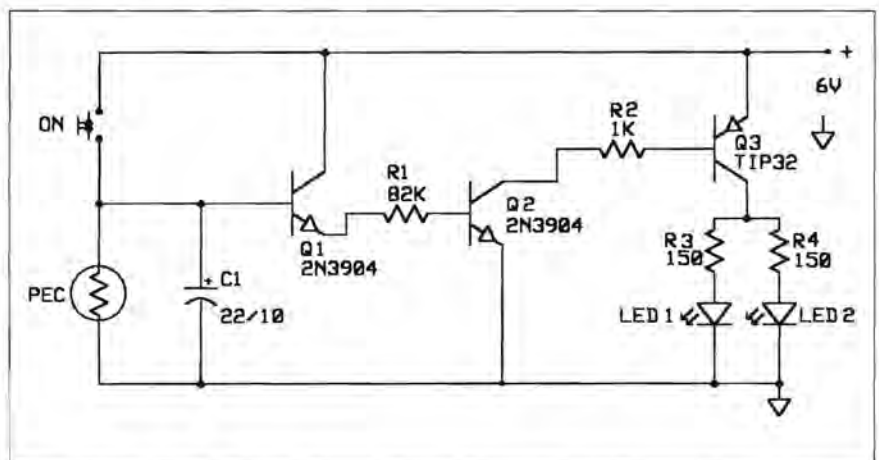 +
6V
ON
R2
1K
Q3
TIP32
R1
82K
Q2
2N3904
Q1
2N3904
R3
150
R4
150
PEC
+ C1
22/10
LED 1
LED 2